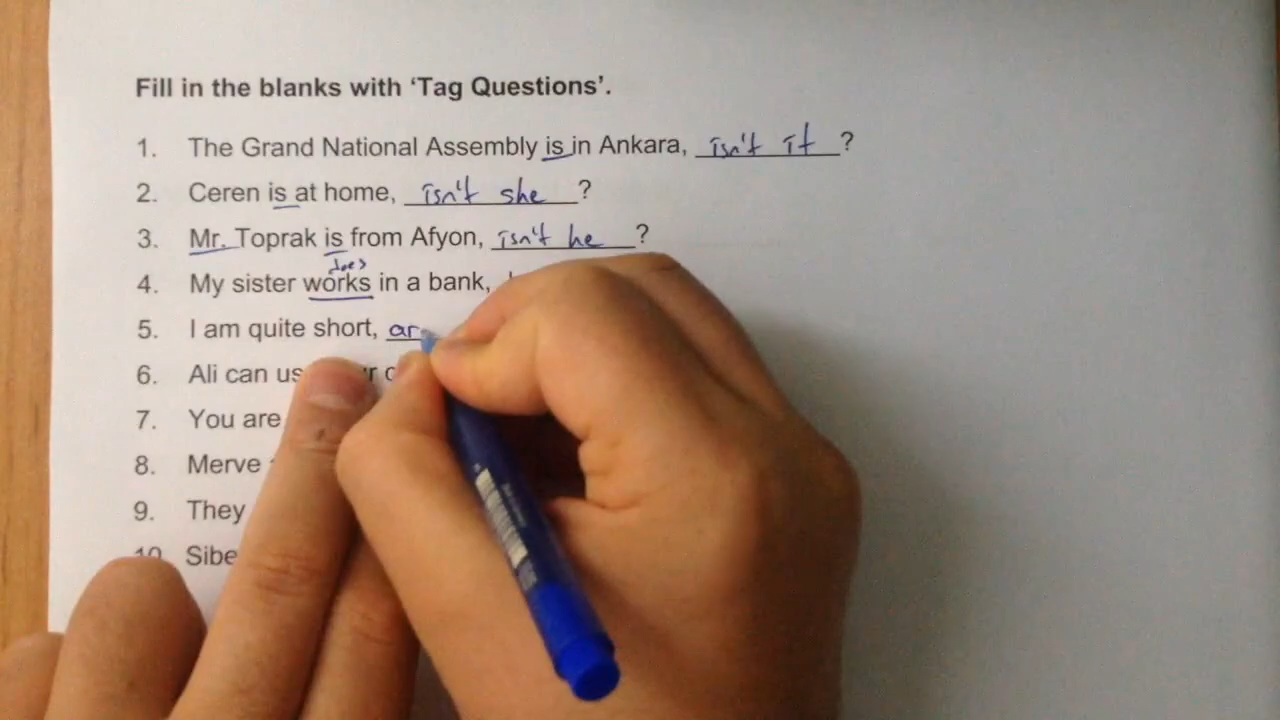 Fill in the blanks with ‘Tag Questions’.
1. The Grand National Assembly is in Ankara, isn't it ?
2. Ceren is at home, isn't she ?
3. Mr. Toprak is from Afyon, isn't he ?
does
4. My sister works in a bank,
5. I am quite short, ar
6. Ali can us
7. You are
8. Merve
9. They
10. Sibe